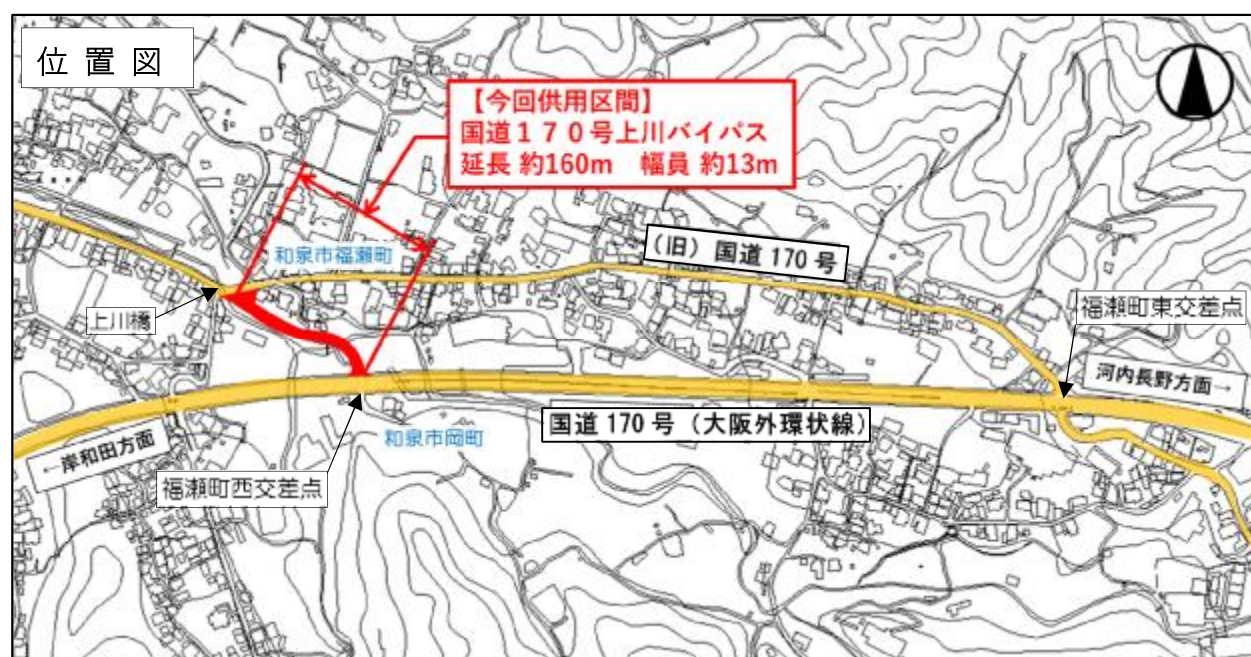 位置図
【今回供用区間】
国道１７０号上川バイパス
延長 約160m　幅員 約13m
和泉市福瀬町
（旧）国道 170 号
上川橋
福瀬町東交差点
河内長野方面→
国道 170 号（大阪外環状線）
和泉市岡町
←岸和田方面
福瀬町西交差点